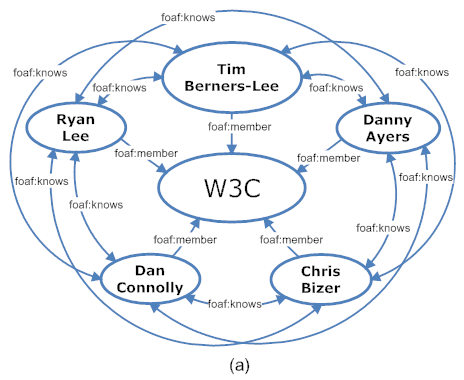 foaf:knows
Tim
Berners-Lee
foaf:knows
foaf:knows
foaf:knows
foaf:knows
Ryan
Lee
Danny
Ayers
foaf:member
foaf:member
foaf:member
foaf:knows
W3C
foaf:knows
foaf:knows
foaf:knows
foaf:member
foaf:member
Dan
Connolly
Chris
Bizer
foaf:knows
(a)